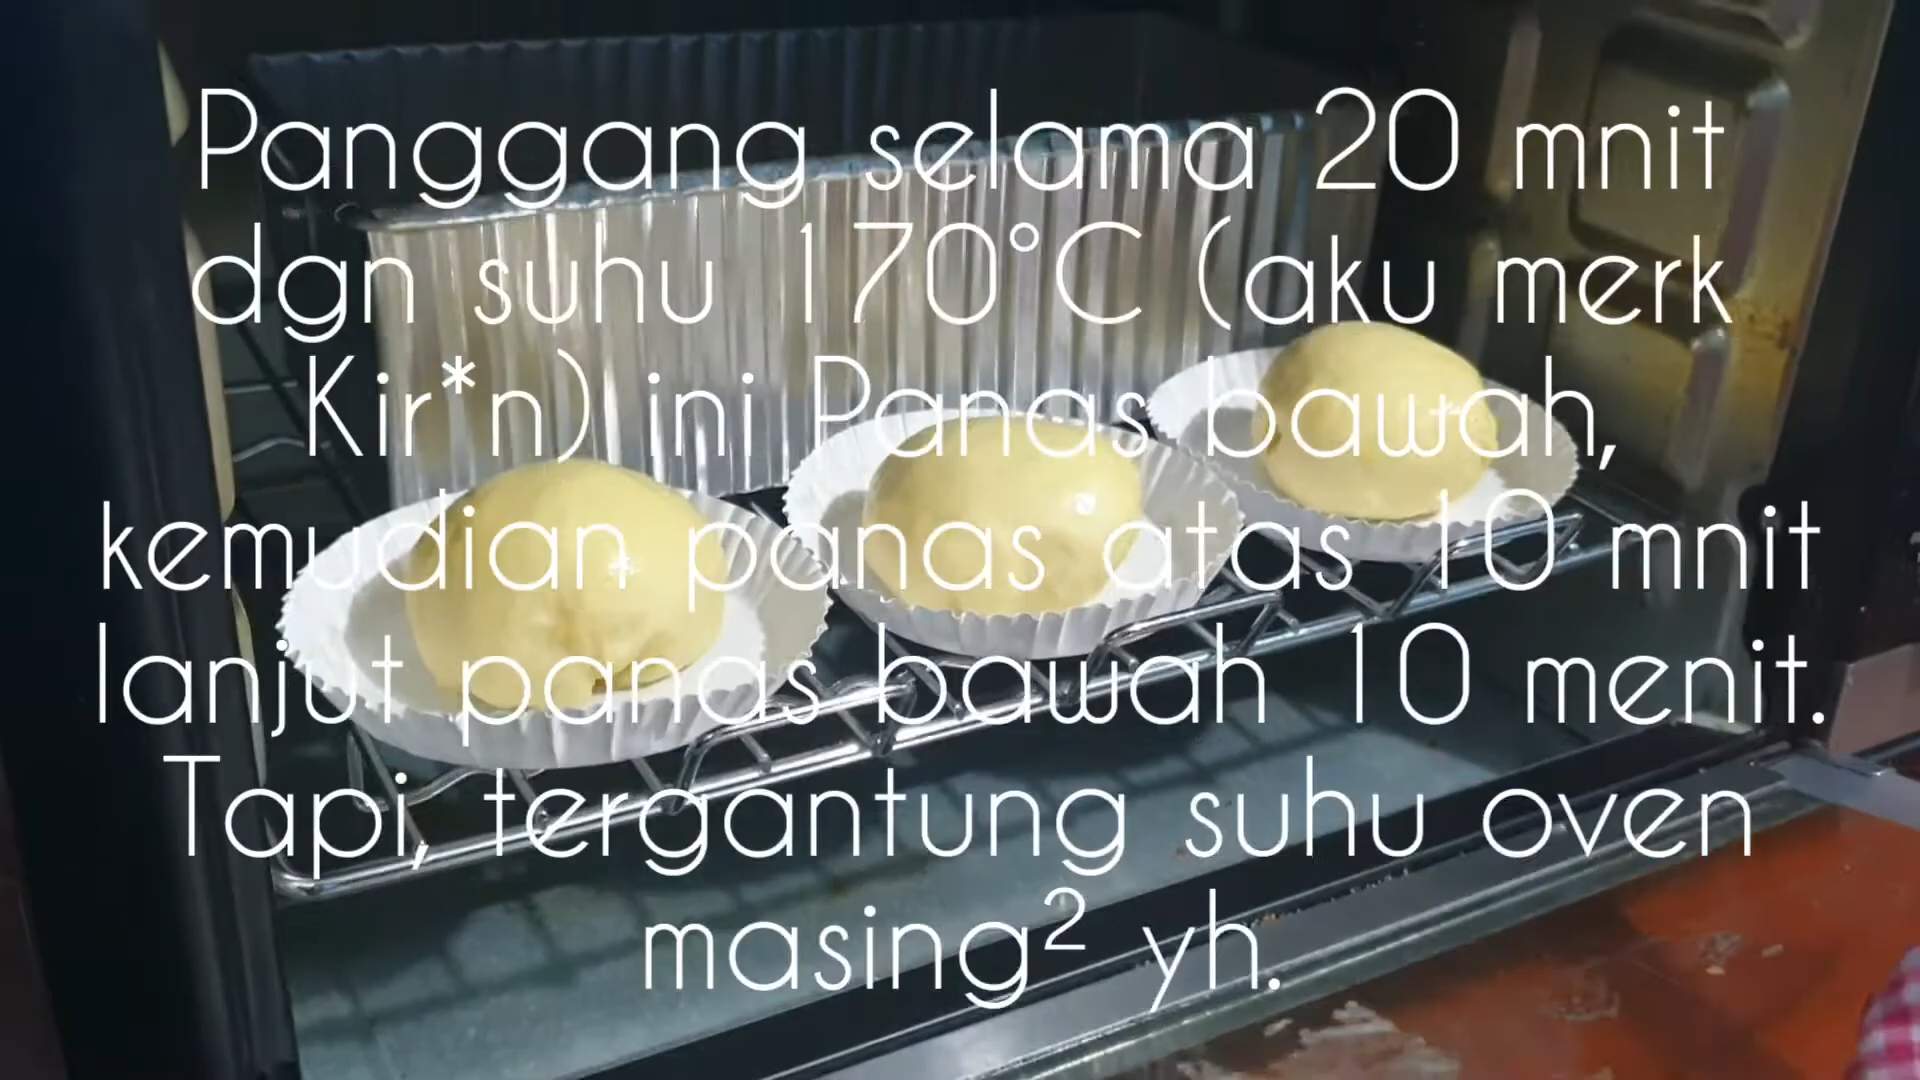 Panggang selama 20 mnit
dgn suhu 170°C (aku merk
Kir*n) ini Panas bawah,
kemudian panas atas 10 mnit
lanjut panas bawah 10 menit.
Tapi, tergantung suhu oven
masing² yh.